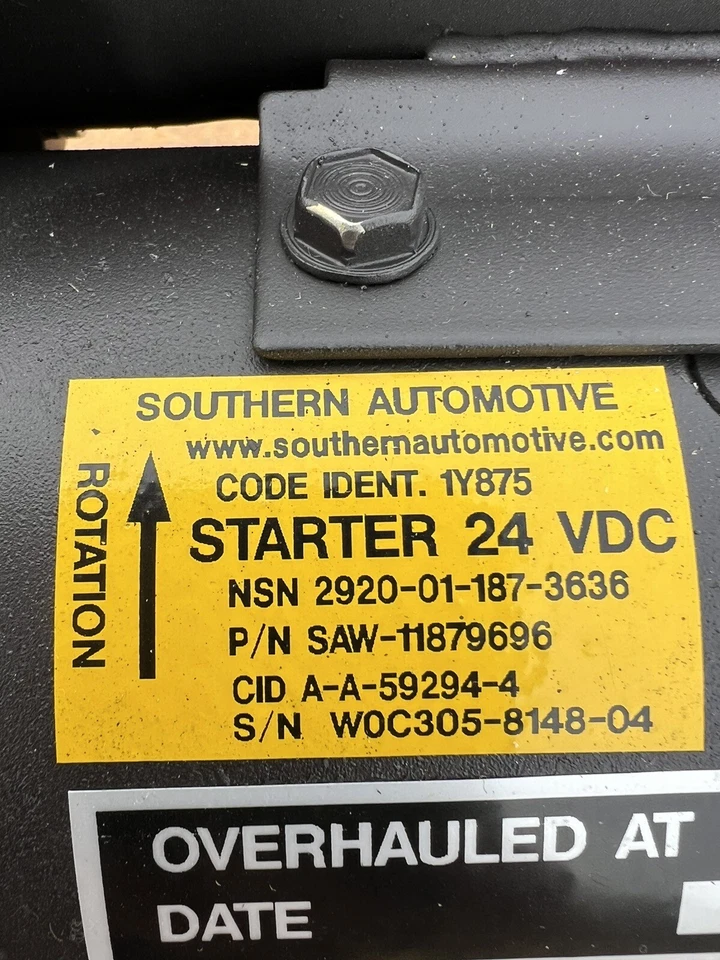 SOUTHERN AUTOMOTIVE
www.southernautomotive.com
ROTATION
CODE IDENT. 1Y875
STARTER 24 VDC
NSN 2920-01-187-3636
P/N SAW-11879696
CID A-A-59294-4
S/N W0C305-8148-04
OVERHAULED AT
DATE